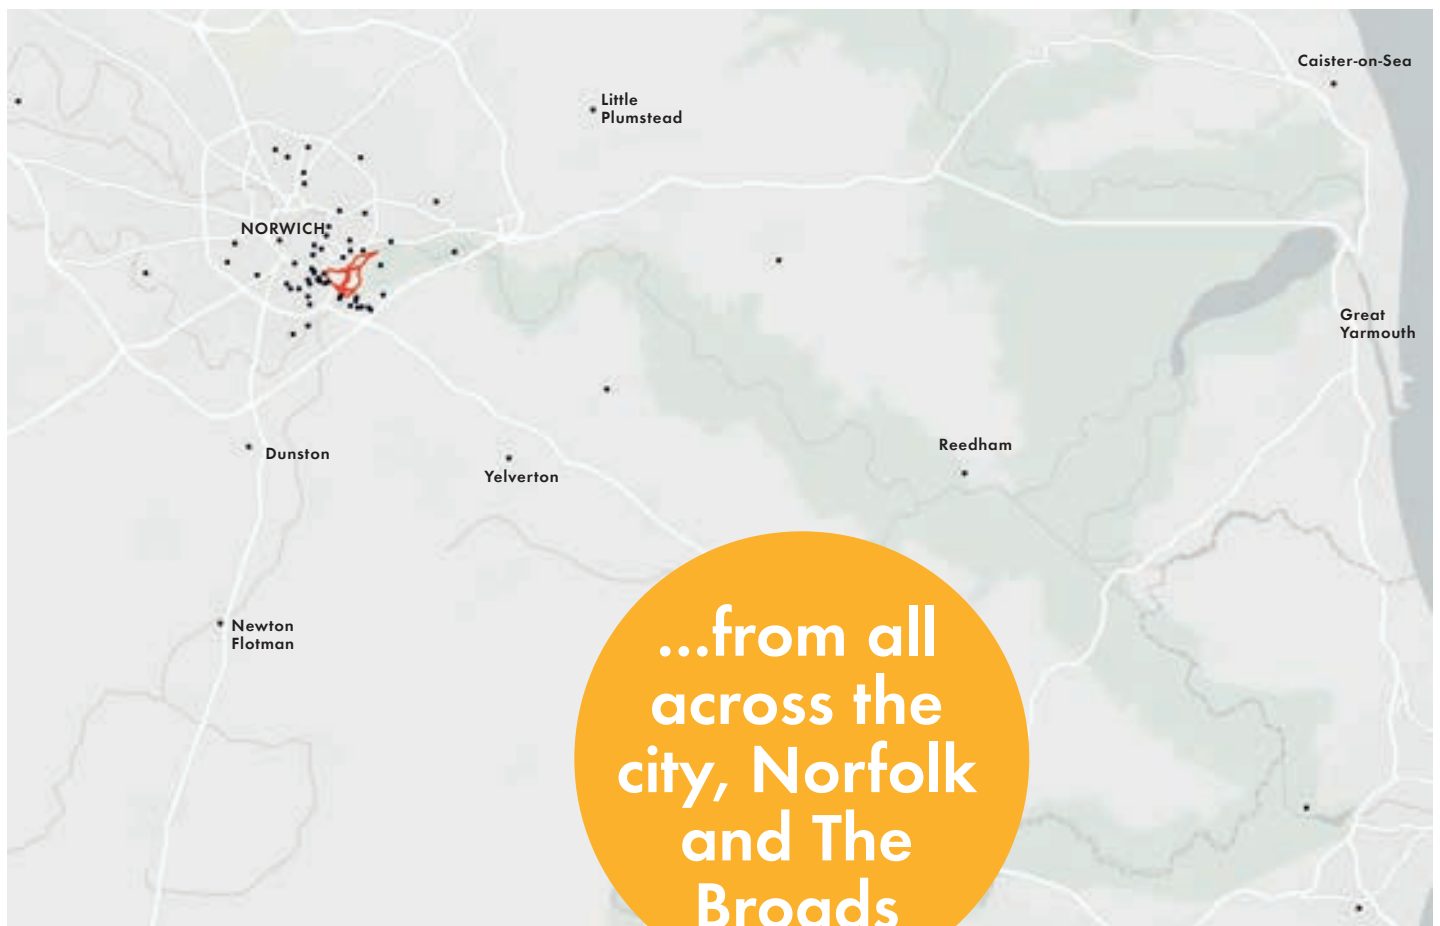 Caister-on-Sea
Little
Plumstead
NORWICH
Great
Yarmouth
Reedham
Dunston
Yelverton
Newton
Flotman
...from all
across the
city, Norfolk
and The
Broads